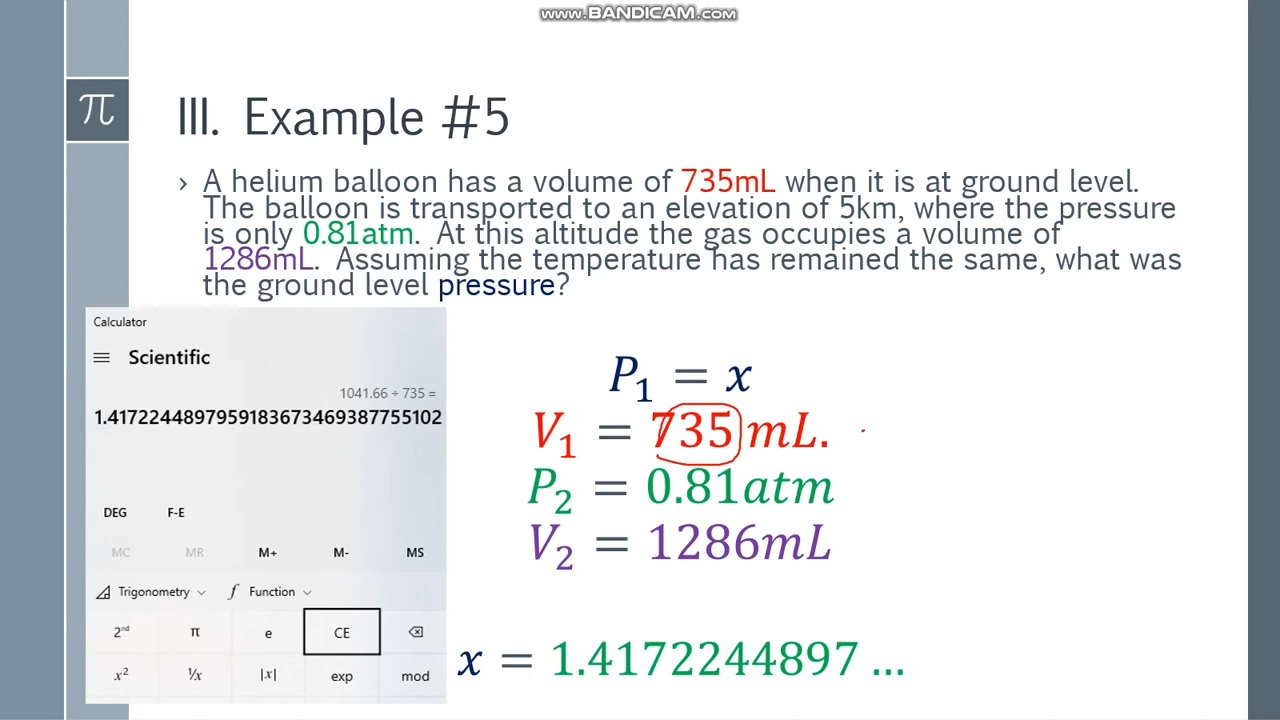 www.BANDICAM.com
π
III. Example #5
› A helium balloon has a volume of 735mL when it is at ground level.
The balloon is transported to an elevation of 5km, where the pressure
is only 0.81atm. At this altitude the gas occupies a volume of
1286mL. Assuming the temperature has remained the same, what was
the ground level pressure?
Calculator
Scientific
1041.66 ÷ 735 =
1.4172244897959183673469387755102
DEG F-E
MC MR M+ M- MS
Trigonometry Function
2ⁿᵈ π e CE
x² ¹/x |x| exp mod
P₁ = x
V₁ = 735 mL.
P₂ = 0.81atm
V₂ = 1286mL
x = 1.4172244897 ...